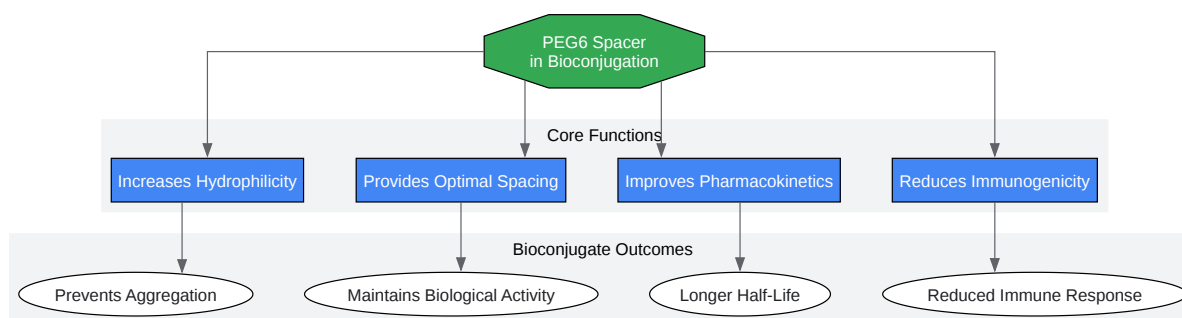 PEG6 Spacer
in Bioconjugation
Core Functions
Increases Hydrophilicity
Provides Optimal Spacing
Improves Pharmacokinetics
Reduces Immunogenicity
Bioconjugate Outcomes
Prevents Aggregation
Maintains Biological Activity
Longer Half-Life
Reduced Immune Response